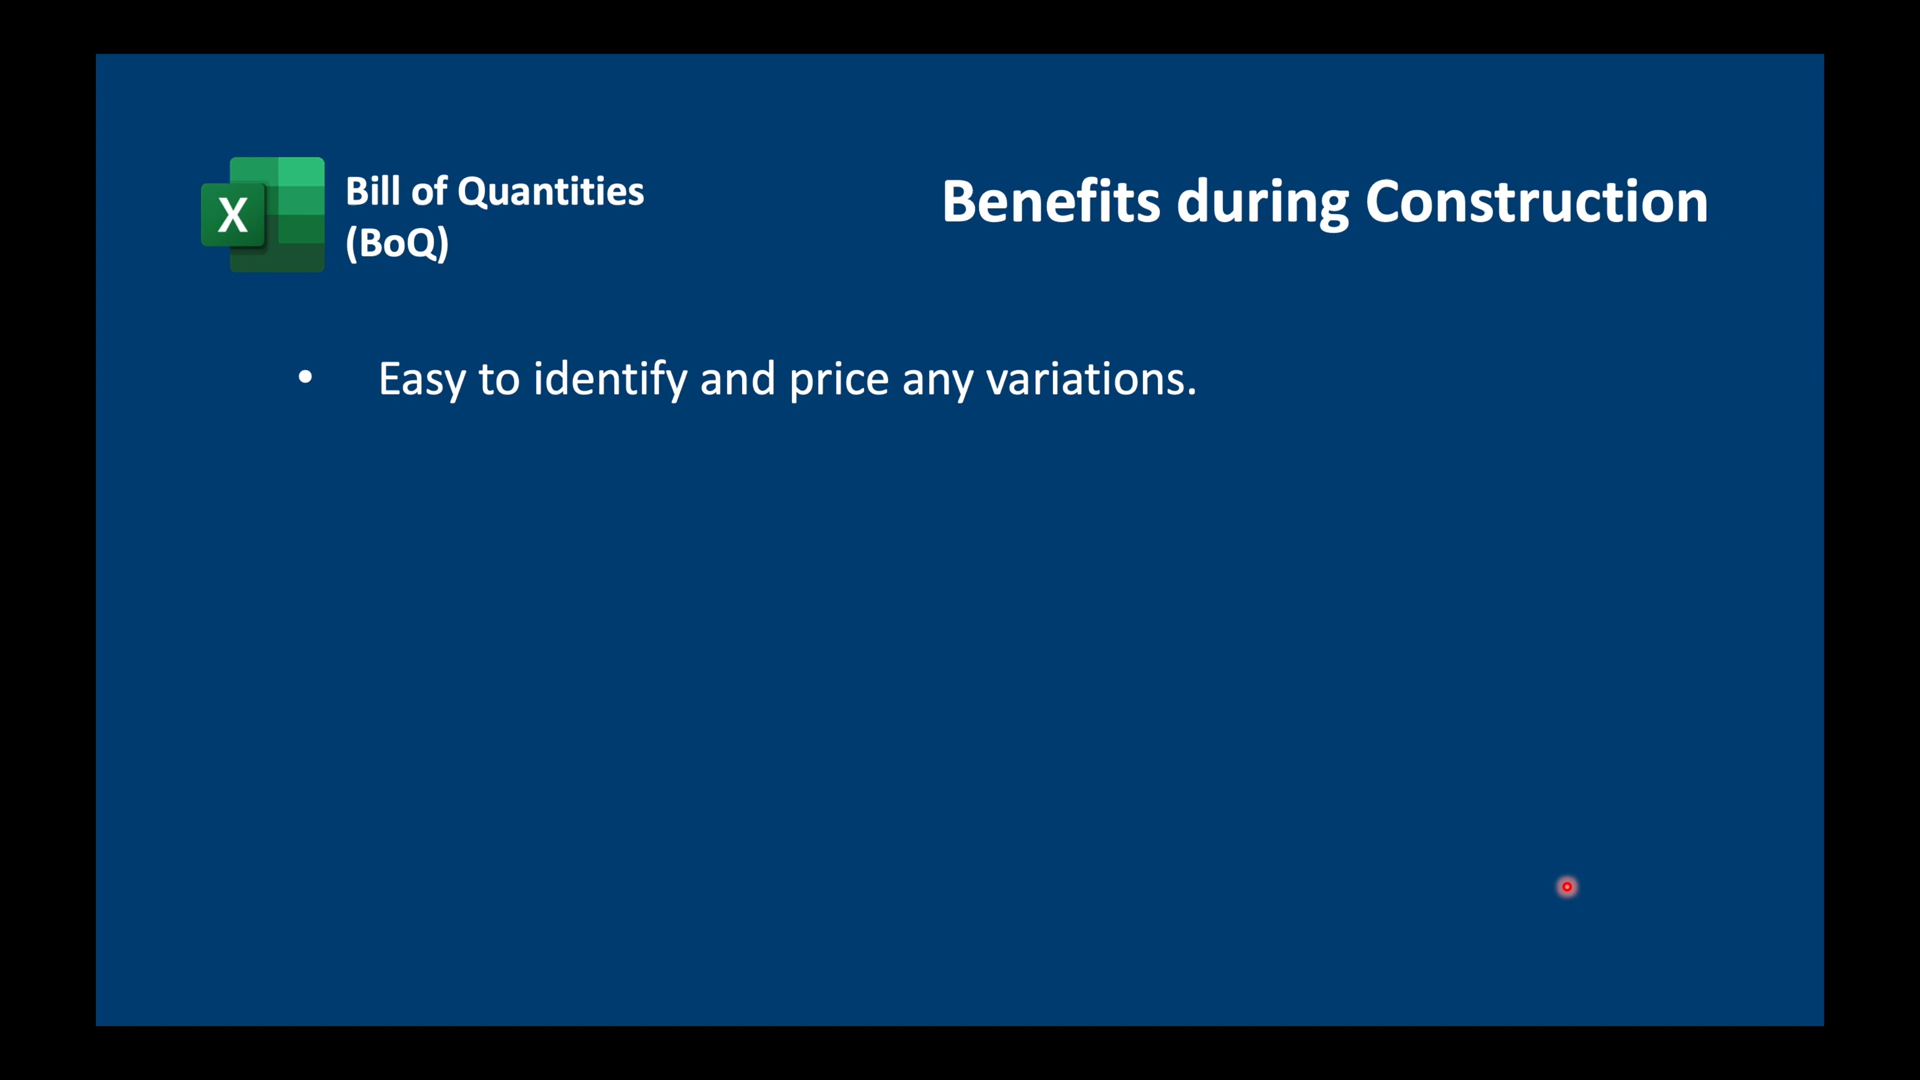 X
Bill of Quantities
(BoQ)
Benefits during Construction
• Easy to identify and price any variations.